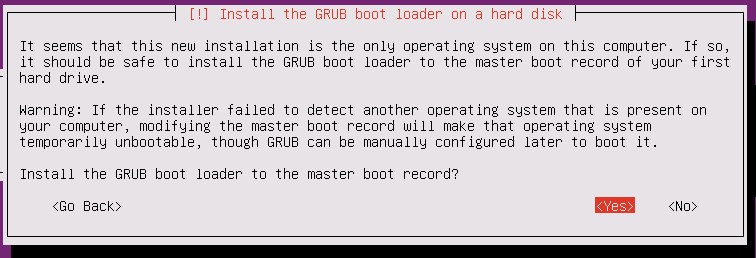 [!] Install the GRUB boot loader on a hard disk
It seems that this new installation is the only operating system on this computer. If so,
it should be safe to install the GRUB boot loader to the master boot record of your first
hard drive.
Warning: If the installer failed to detect another operating system that is present on
your computer, modifying the master boot record will make that operating system
temporarily unbootable, though GRUB can be manually configured later to boot it.
Install the GRUB boot loader to the master boot record?
<Go Back> <Yes> <No>